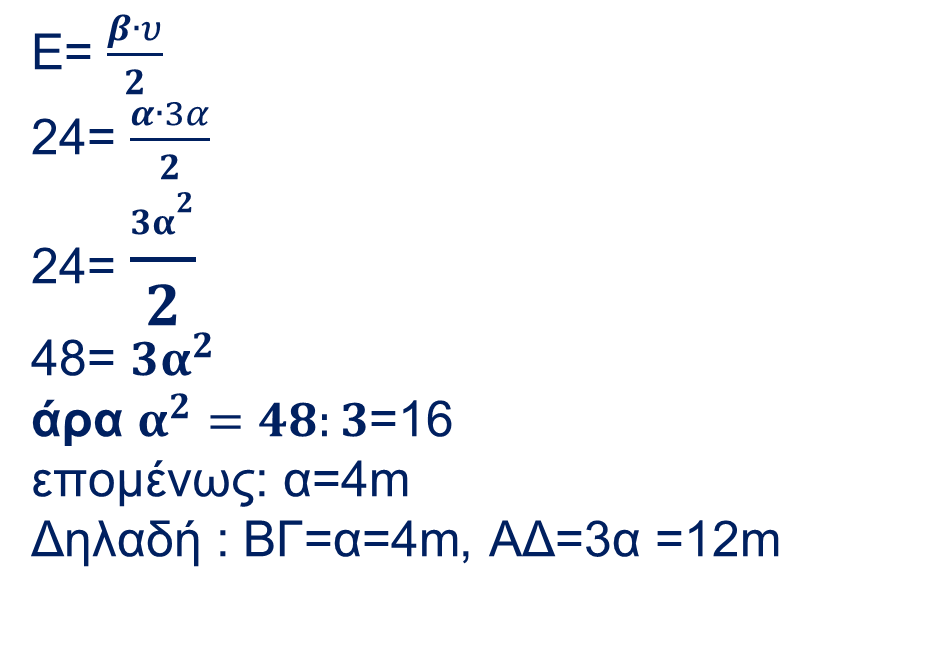 Ε= β·υ/2
24= α·3α/2
24= 3α²/2
48= 3α²
άρα α² = 48:3=16
επομένως: α=4m
Δηλαδή : ΒΓ=α=4m, ΑΔ=3α =12m